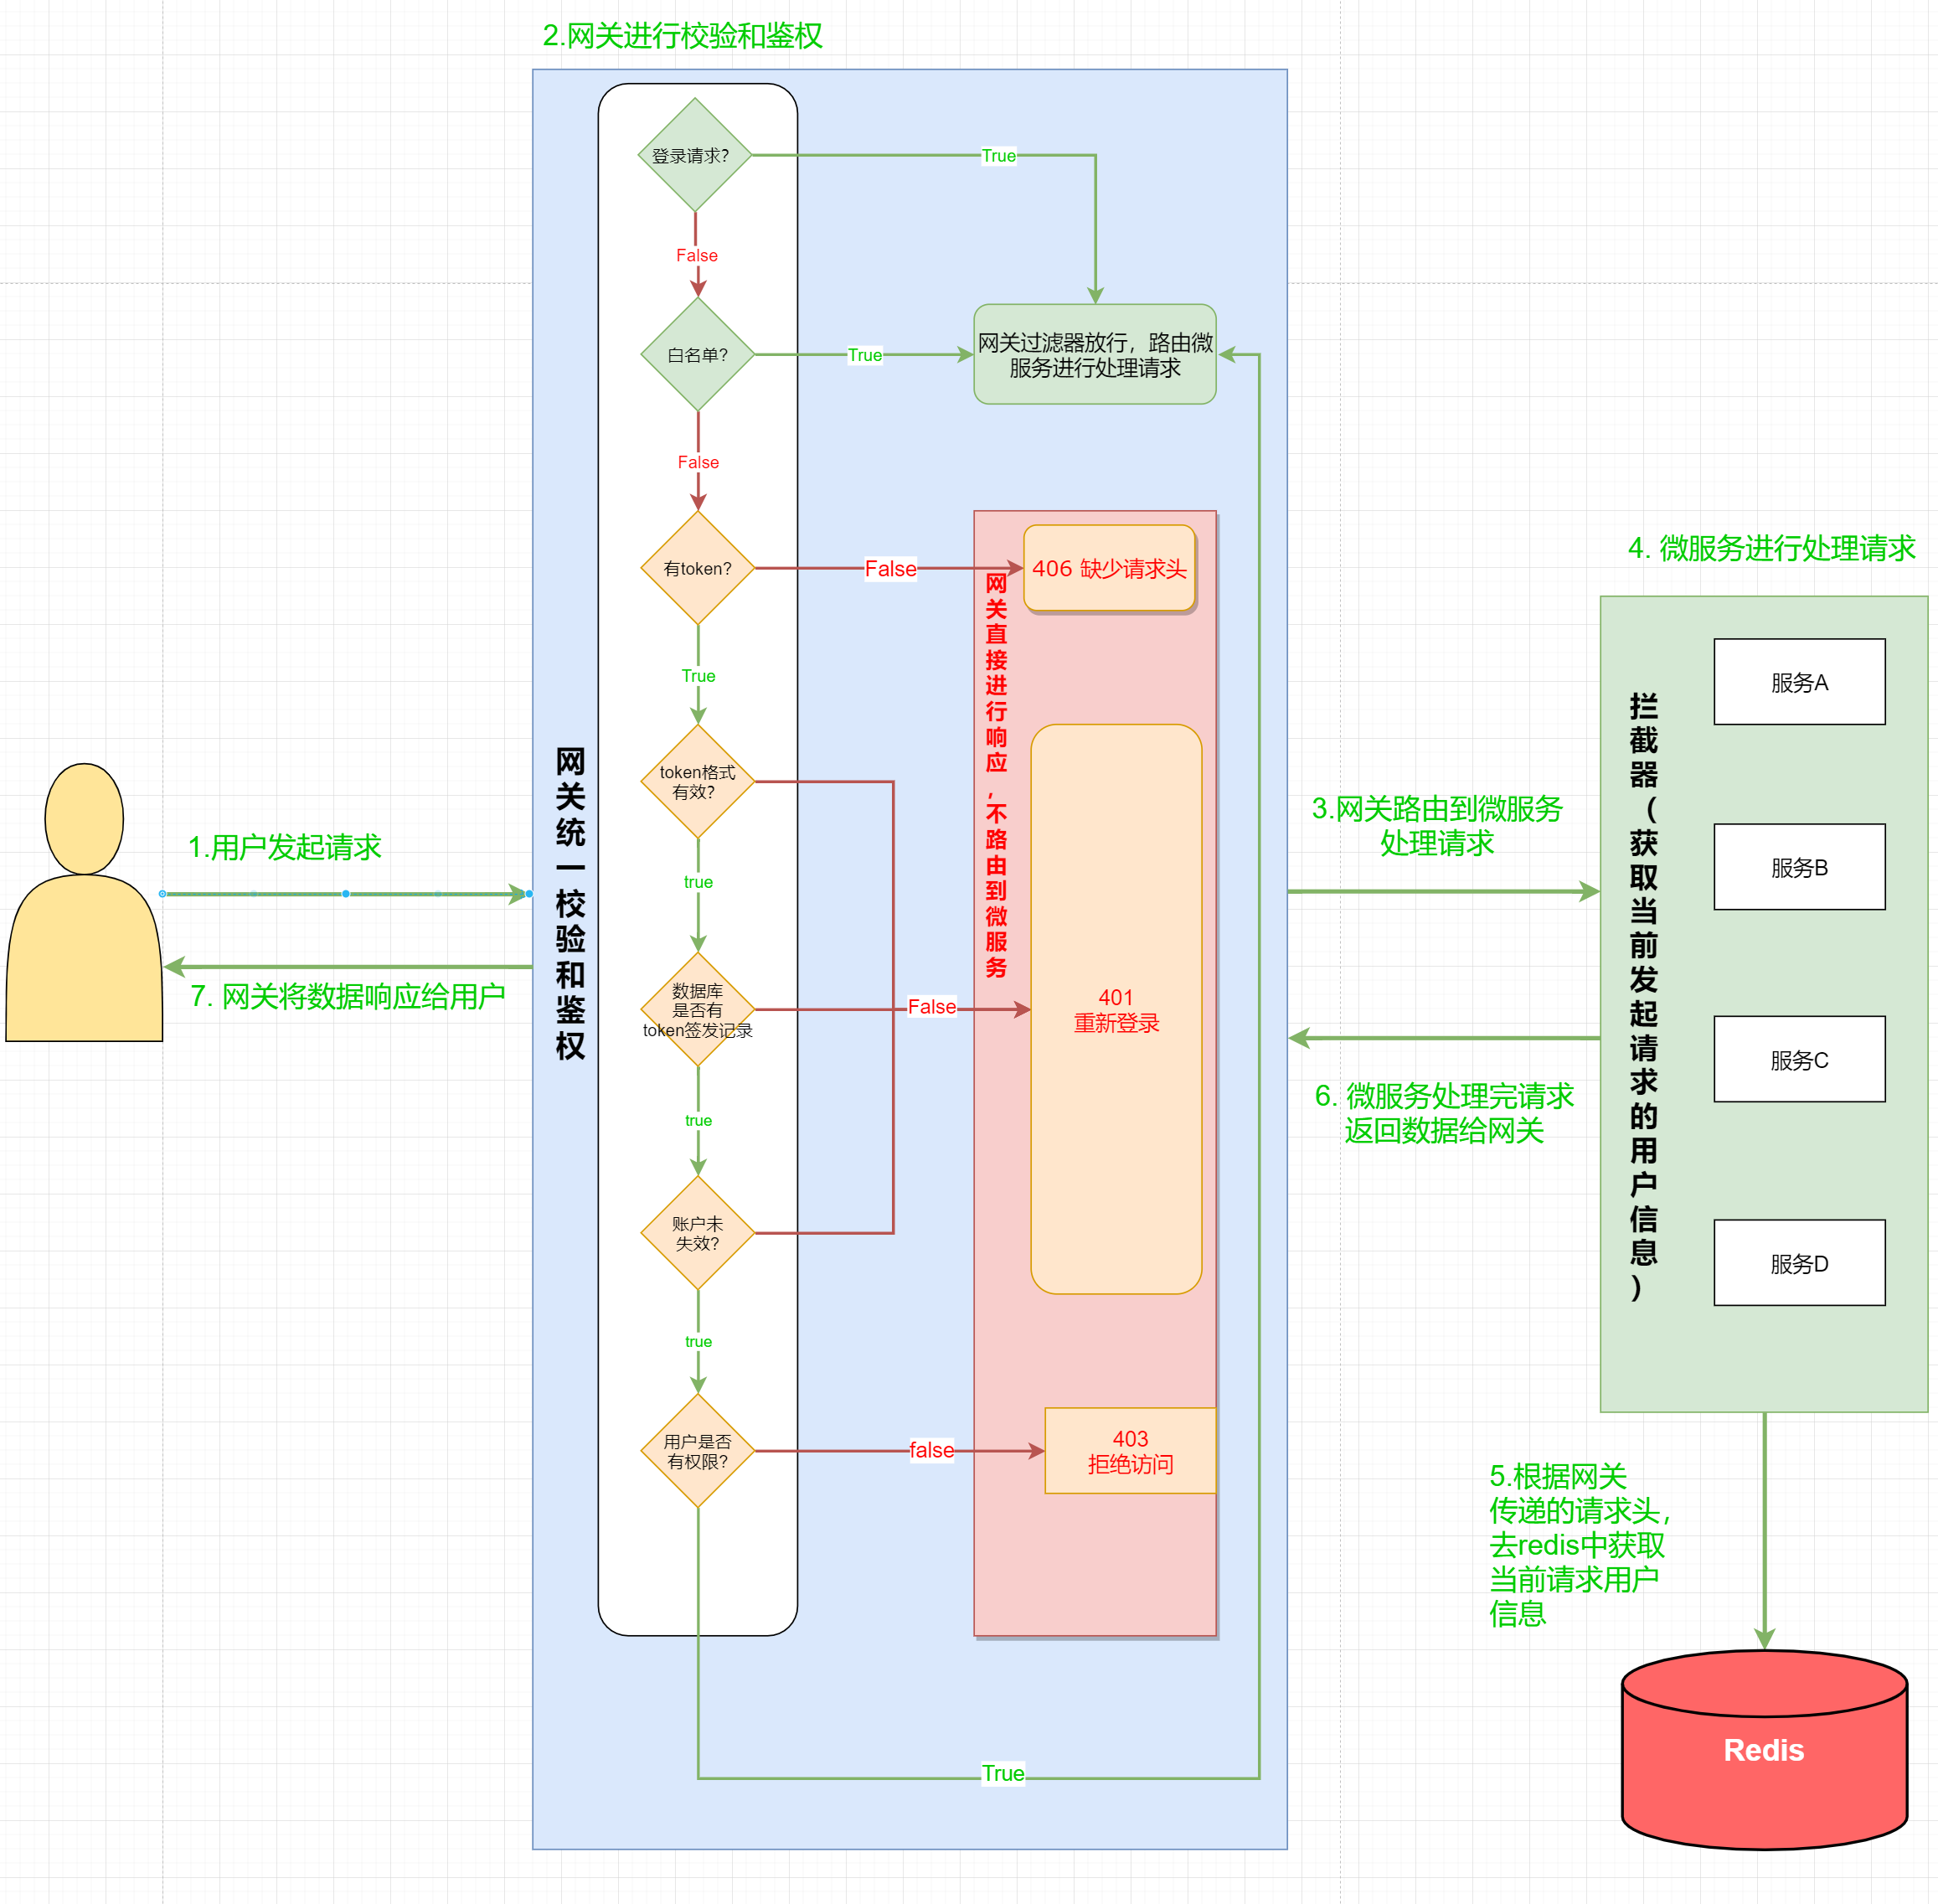 2.网关进行校验和鉴权
登录请求?
True
False
白名单?
True
网关过滤器放行，路由微
服务进行处理请求
False
有token?
False
406 缺少请求头
True
token格式
有效?
true
数据库
是否有
token签发记录
False
401
重新登录
true
账户未
失效?
true
用户是否
有权限?
false
403
拒绝访问
True
网关统一校验和鉴权
网关直接进行响应，不路由到微服务
1.用户发起请求
7. 网关将数据响应给用户
3.网关路由到微服务
处理请求
6. 微服务处理完请求
返回数据给网关
4. 微服务进行处理请求
拦截器（获取当前发起请求的用户信息）
服务A
服务B
服务C
服务D
5.根据网关
传递的请求头，
去redis中获取
当前请求用户
信息
Redis